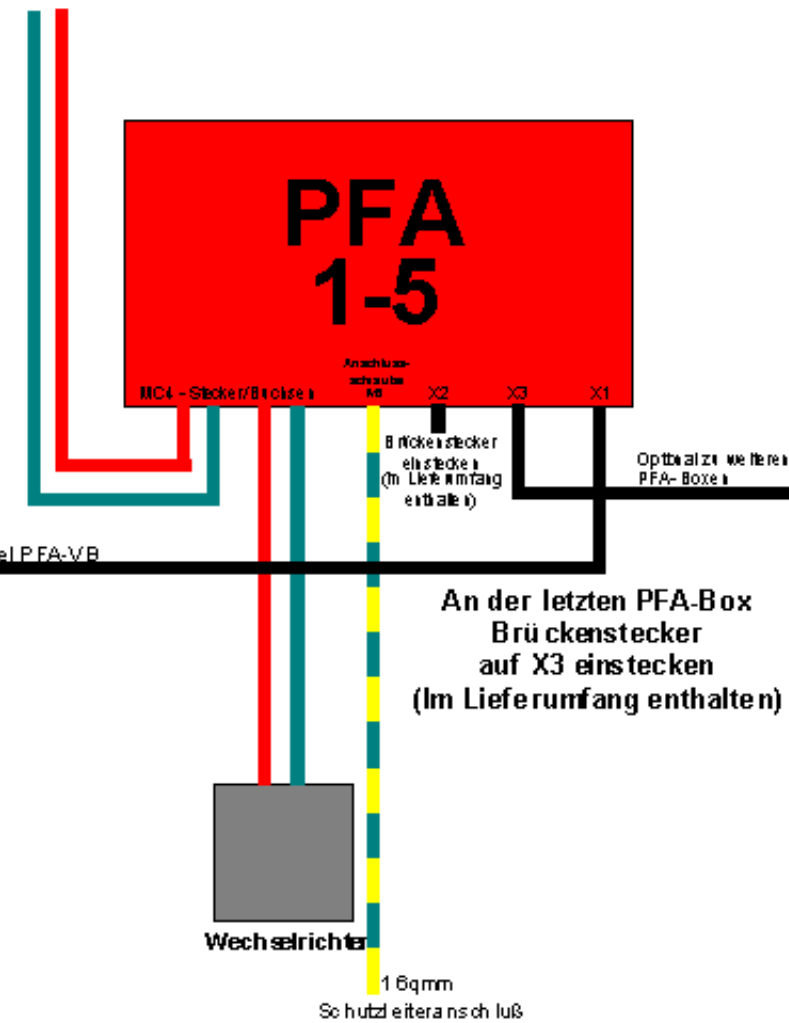 PFA
1-5
Anschluss-
schraube
MC4 - Stecker/Buchsen M6 X2 X3 X1
Brückenstecker
einstecken
(Im Lieferumfang
enthalten)
Optional zu weiteren
PFA- Boxen
el PFA-VB
An der letzten PFA-Box
Brückenstecker
auf X3 einstecken
(Im Lieferumfang enthalten)
Wechselrichter
16qmm
Schutzleiteranschluß